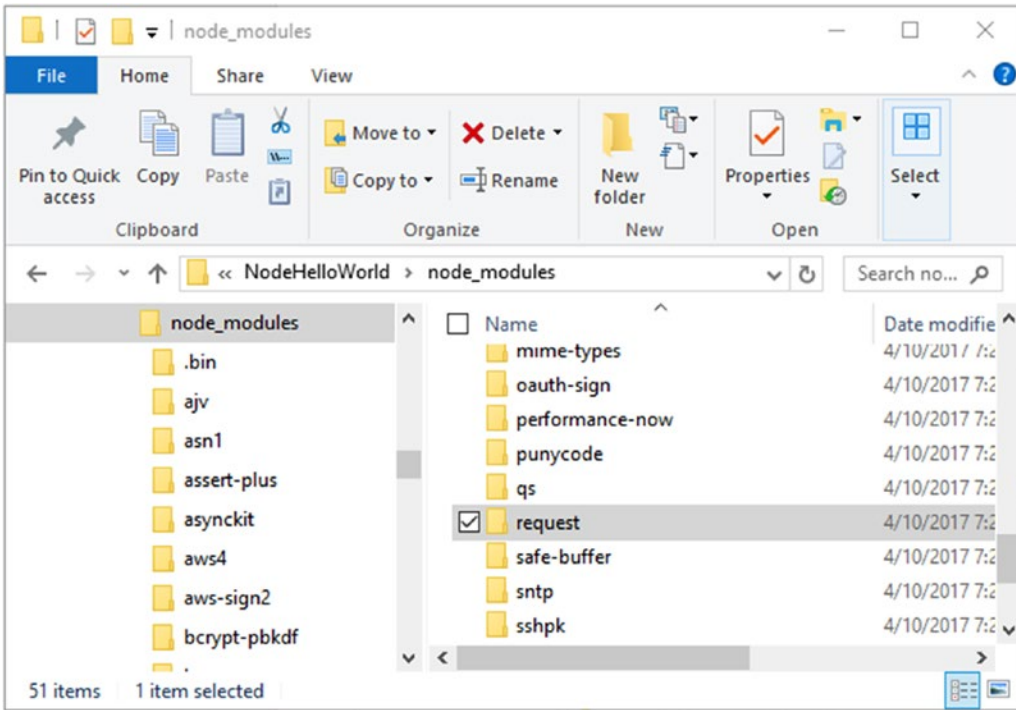 node_modules
File Home Share View
Pin to Quick access
Copy
Paste
Clipboard
Move to
Copy to
Delete
Rename
Organize
New folder
New
Properties
Open
Select
« NodeHelloWorld > node_modules
Search no...
node_modules
.bin
ajv
asn1
assert-plus
asynckit
aws4
aws-sign2
bcrypt-pbkdf
Name Date modifie
mime-types 4/10/2017 7:2
oauth-sign 4/10/2017 7:2
performance-now 4/10/2017 7:2
punycode 4/10/2017 7:2
qs 4/10/2017 7:2
request 4/10/2017 7:2
safe-buffer 4/10/2017 7:2
sntp 4/10/2017 7:2
sshpk 4/10/2017 7:2
51 items 1 item selected